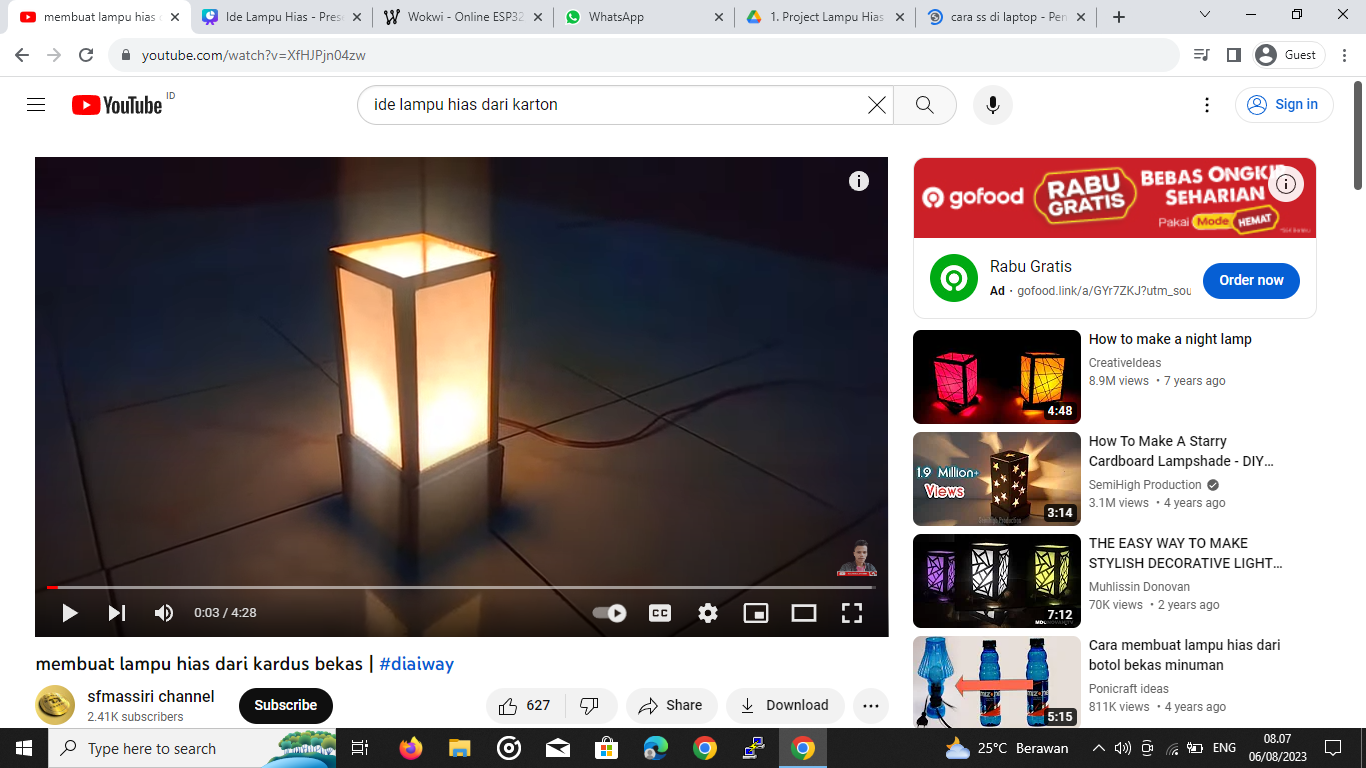 membuat lampu hias d
Ide Lampu Hias - Pres
Wokwi - Online ESP32
WhatsApp
1. Project Lampu Hias
cara ss di laptop - Pen
youtube.com/watch?v=XfHJPjn04zw
Guest
YouTube ID
ide lampu hias dari karton
Sign in
gofood
RABU GRATIS
BEBAS ONGKIR SEHARIAN
Pakai Mode HEMAT
Rabu Gratis
Ad · gofood.link/a/GYr7ZKJ?utm_sou
Order now
How to make a night lamp
CreativeIdeas
8.9M views • 7 years ago
4:48
How To Make A Starry
Cardboard Lampshade - DIY...
SemiHigh Production
3.1M views • 4 years ago
1.9 Million+
Views
SemiHigh Production
3:14
THE EASY WAY TO MAKE
STYLISH DECORATIVE LIGHT...
Muhlissin Donovan
70K views • 2 years ago
7:12
Cara membuat lampu hias dari
botol bekas minuman
Ponicraft ideas
811K views • 4 years ago
5:15
0:03 / 4:28
CC
membuat lampu hias dari kardus bekas | #diaiway
sfmassiri channel
2.41K subscribers
Subscribe
627
Share
Download
Type here to search
25°C Berawan
ENG
08.07
06/08/2023